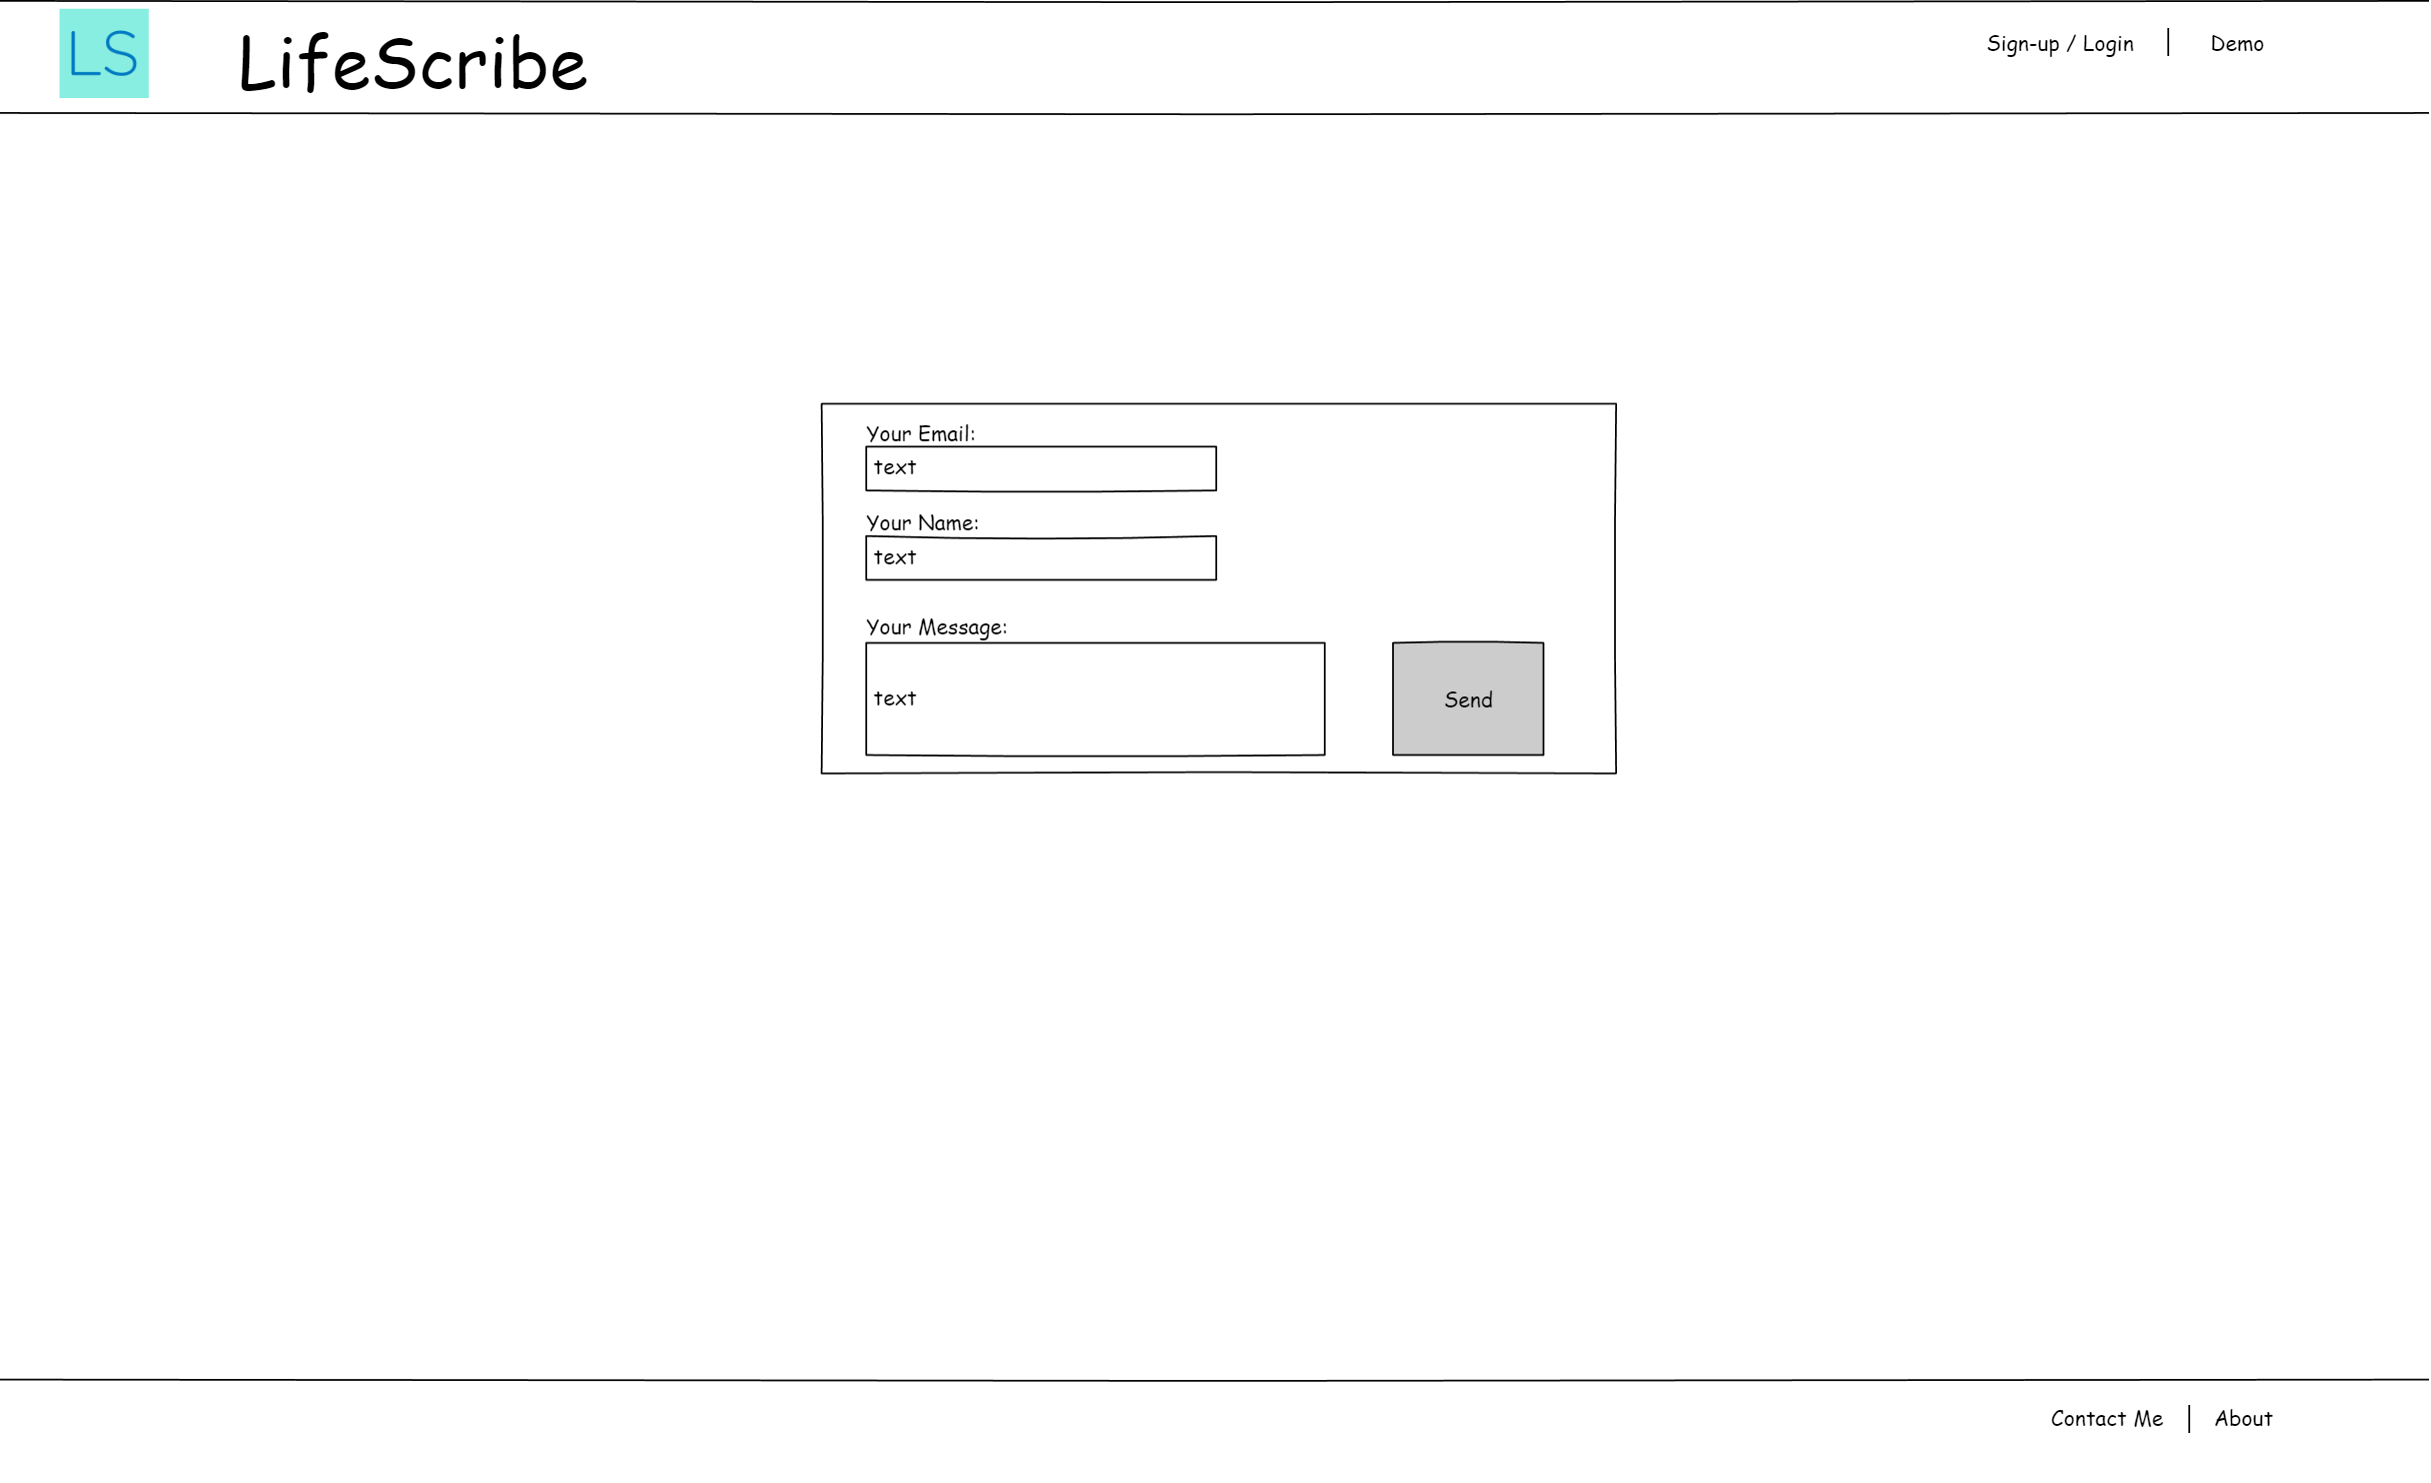 LS
LifeScribe
Sign-up / Login
Demo
Your Email:
text
Your Name:
text
Your Message:
text
Send
Contact Me
About